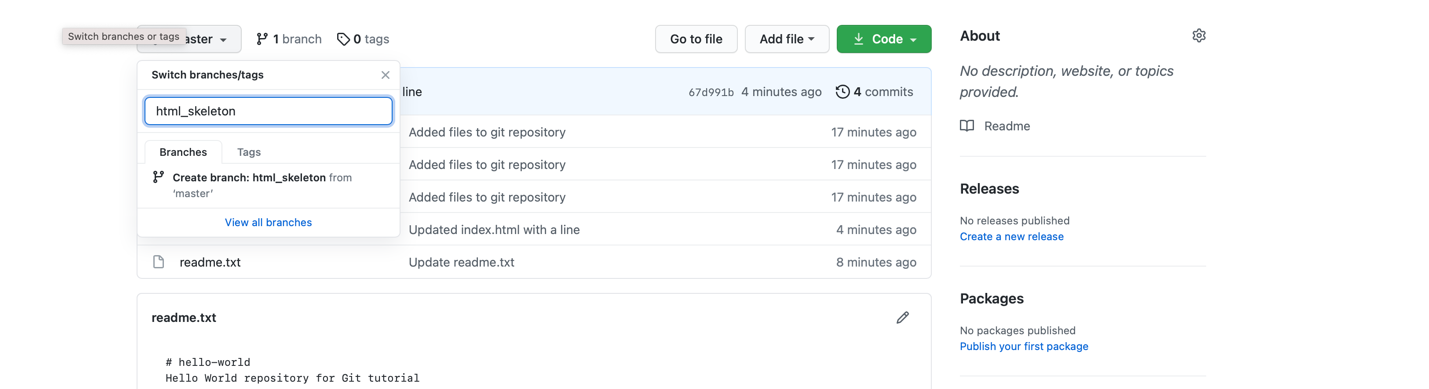 Switch branches or tags
1 branch
0 tags
Go to file
Add file
Code
Switch branches/tags
html_skeleton
Branches
Tags
Create branch: html_skeleton from
‘master’
View all branches
line
67d991b 4 minutes ago
4 commits
Added files to git repository
17 minutes ago
Added files to git repository
17 minutes ago
Added files to git repository
17 minutes ago
Updated index.html with a line
4 minutes ago
readme.txt
Update readme.txt
8 minutes ago
readme.txt
# hello-world
Hello World repository for Git tutorial
About
No description, website, or topics
provided.
Readme
Releases
No releases published
Create a new release
Packages
No packages published
Publish your first package